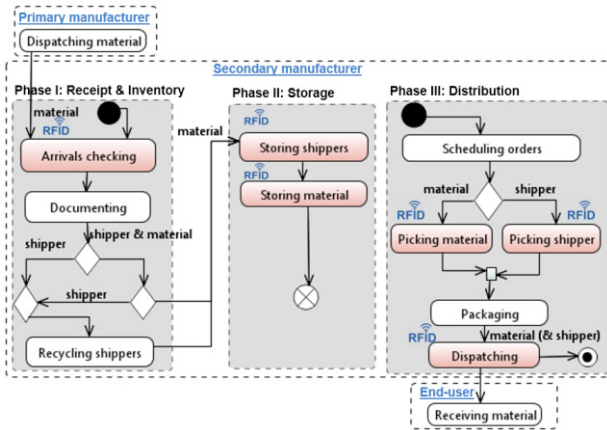 Primary manufacturer
Dispatching material
Secondary manufacturer
Phase I: Receipt & Inventory
material
RFID
Arrivals checking
Documenting
shipper
shipper & material
shipper
Recycling shippers
material
Phase II: Storage
RFID
Storing shippers
RFID
Storing material
Phase III: Distribution
Scheduling orders
material
shipper
RFID
RFID
Picking material
Picking shipper
Packaging
RFID
material (& shipper)
Dispatching
End-user
Receiving material